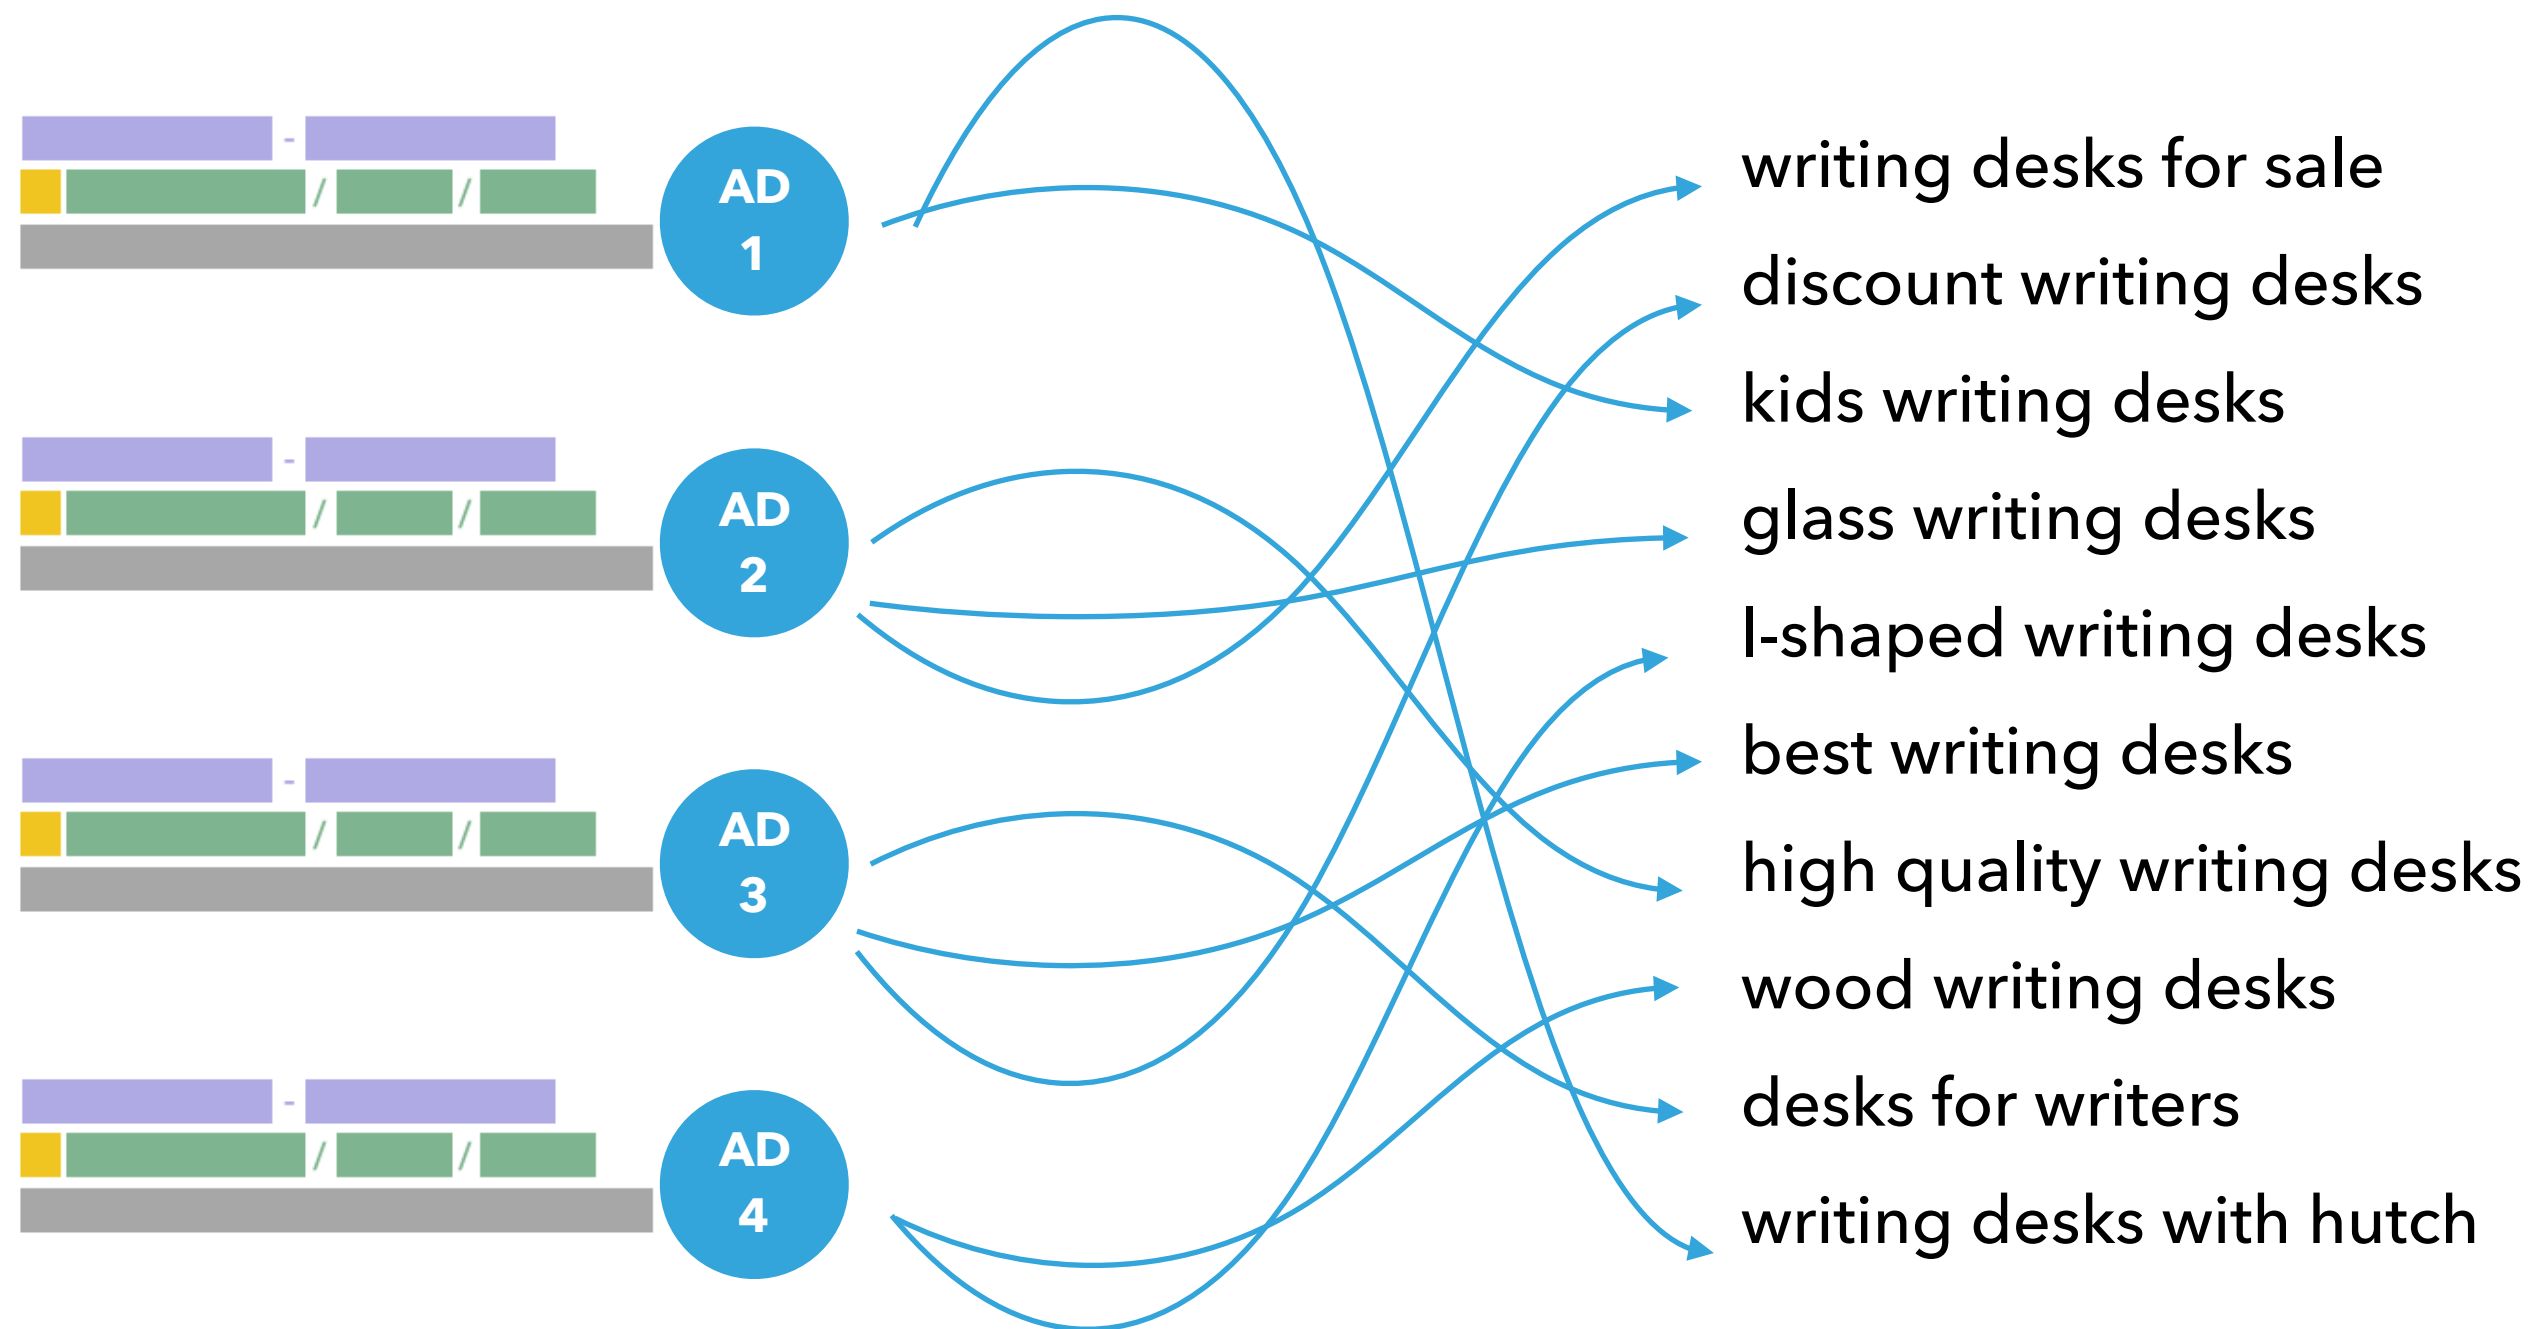 AD
1
AD
2
AD
3
AD
4
writing desks for sale
discount writing desks
kids writing desks
glass writing desks
l-shaped writing desks
best writing desks
high quality writing desks
wood writing desks
desks for writers
writing desks with hutch